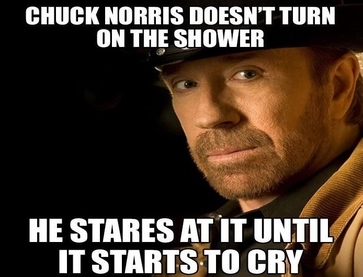 CHUCK NORRIS DOESN'T TURN
ON THE SHOWER
HE STARES AT IT UNTIL
IT STARTS TO CRY